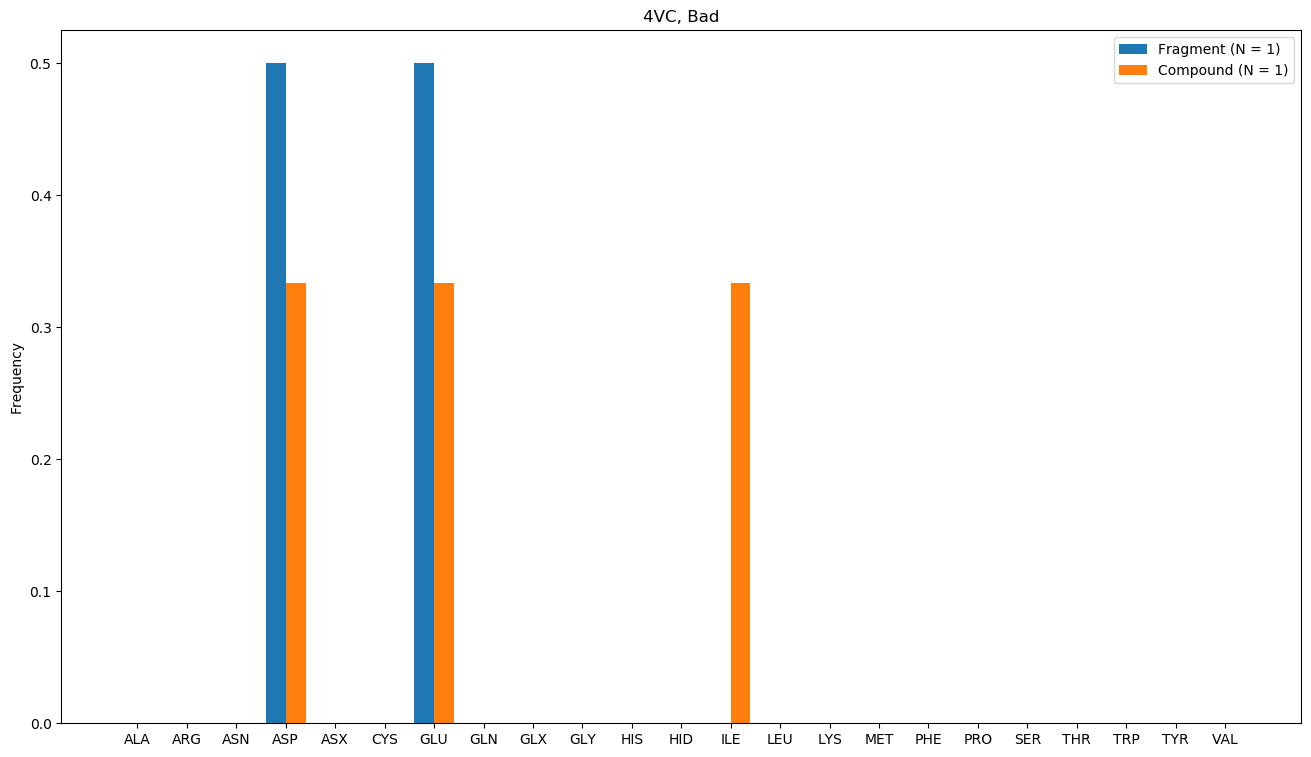 4VC, Bad
Fragment (N = 1)
Compound (N = 1)
Frequency
0.5
0.4
0.3
0.2
0.1
0.0
ALA ARG ASN ASP ASX CYS GLU GLN GLX GLY HIS HID ILE LEU LYS MET PHE PRO SER THR TRP TYR VAL